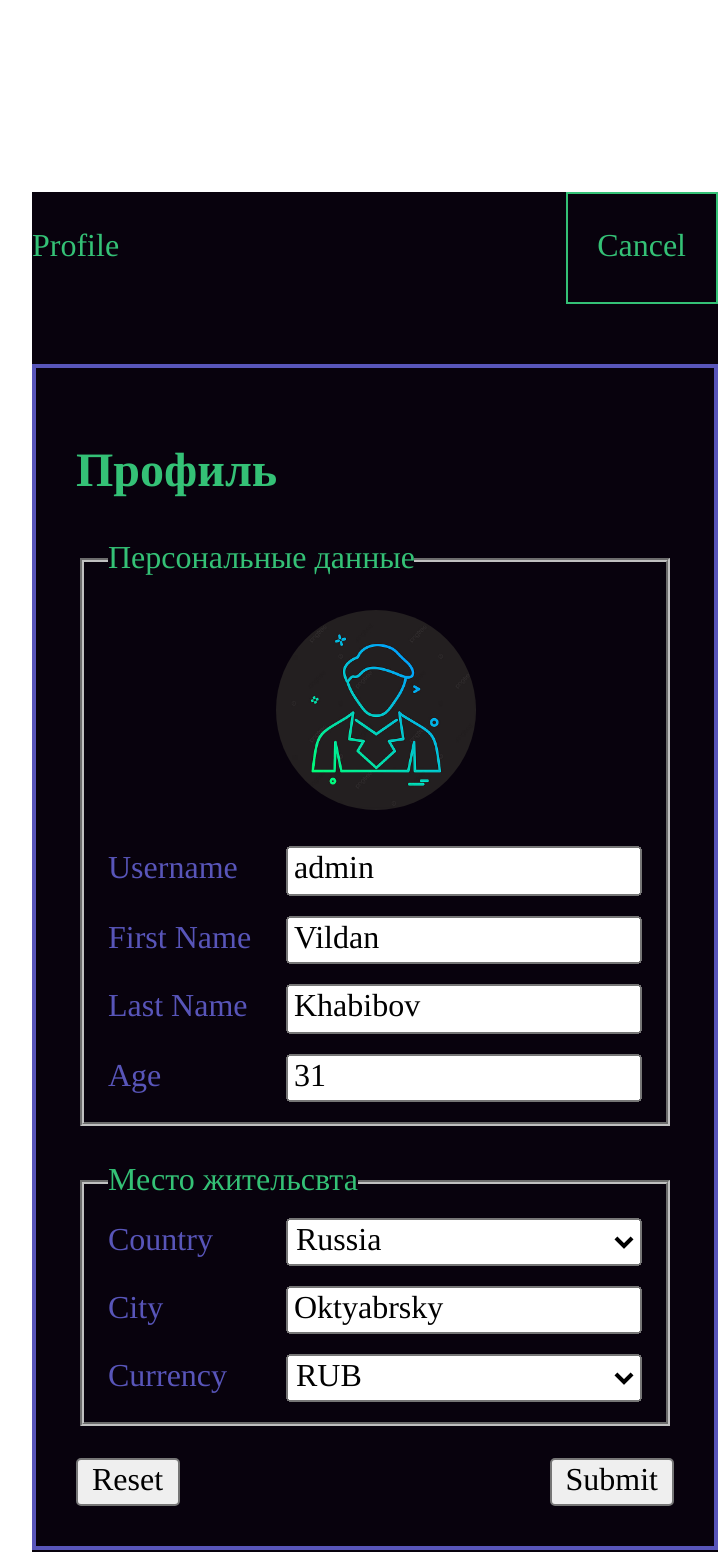 Profile
Cancel
Профиль
Персональные данные
Username admin
First Name Vildan
Last Name Khabibov
Age 31
Место жительсвта
Country Russia
City Oktyabrsky
Currency RUB
Reset Submit